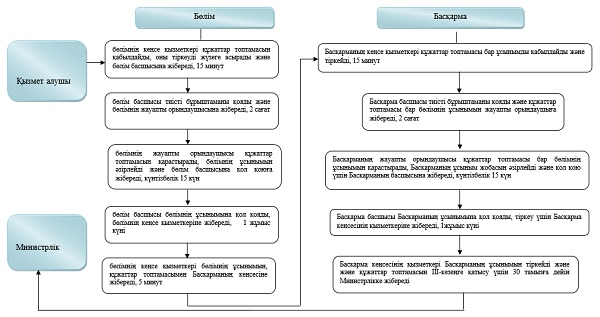 Бөлім
Басқарма
Қызмет алушы
бөлімнің кеңсе қызметкері құжаттар топтамасын
қабылдайды, оны тіркеуді жүзеге асырады және
бөлім басшысына жібереді, 15 минут
бөлім басшысы тиісті бұрыштаманы қояды және
бөлімнің жауапты орындаушысына жібереді, 2 сағат
бөлімнің жауапты орындаушысы құжаттар
топтамасын қарастырады, бөлімнің ұсынымын
әзірлейді және бөлім басшысына қол қоюға
жібереді, күнтізбелік 15 күн
бөлім басшысы бөлімнің ұсынымына қол қояды,
бөлімнің кеңсе қызметкеріне жібереді, 1 жұмыс
күні
бөлімнің кеңсе қызметкері бөлімнің ұсынымын,
құжаттар топтамасымен Басқарманың кеңсесіне
жібереді, 5 минут
Министрлік
Басқарманың кеңсе қызметкері құжаттар топтамасы бар ұсынымды қабылдайды және
тіркейді, 15 минут
Басқарма басшысы тиісті бұрыштаманы қояды және құжаттар
топтамасы бар бөлімнің ұсынымын жауапты орындаушыға
жібереді, 2 сағат
Басқарманың жауапты орындаушысы құжаттар топтамасы бар бөлімнің
ұсынымын қарастырады, Басқарманың ұсыным жобасын әзірлейді және қол қою
үшін Басқарманың басшысына жібереді, күнтізбелік 15 күн
Басқарма басшысы Басқарманың ұсынымына қол қояды, тіркеу үшін Басқарма
кеңсесінің қызметкеріне жібереді, 1жұмыс күні
Басқарма кеңсесінің қызметкері Басқарманың ұсынымын тіркейді және
және құжаттар топтамасын III-кезеңге қатысу үшін 30 тамызға дейін
Министрлікке жібереді